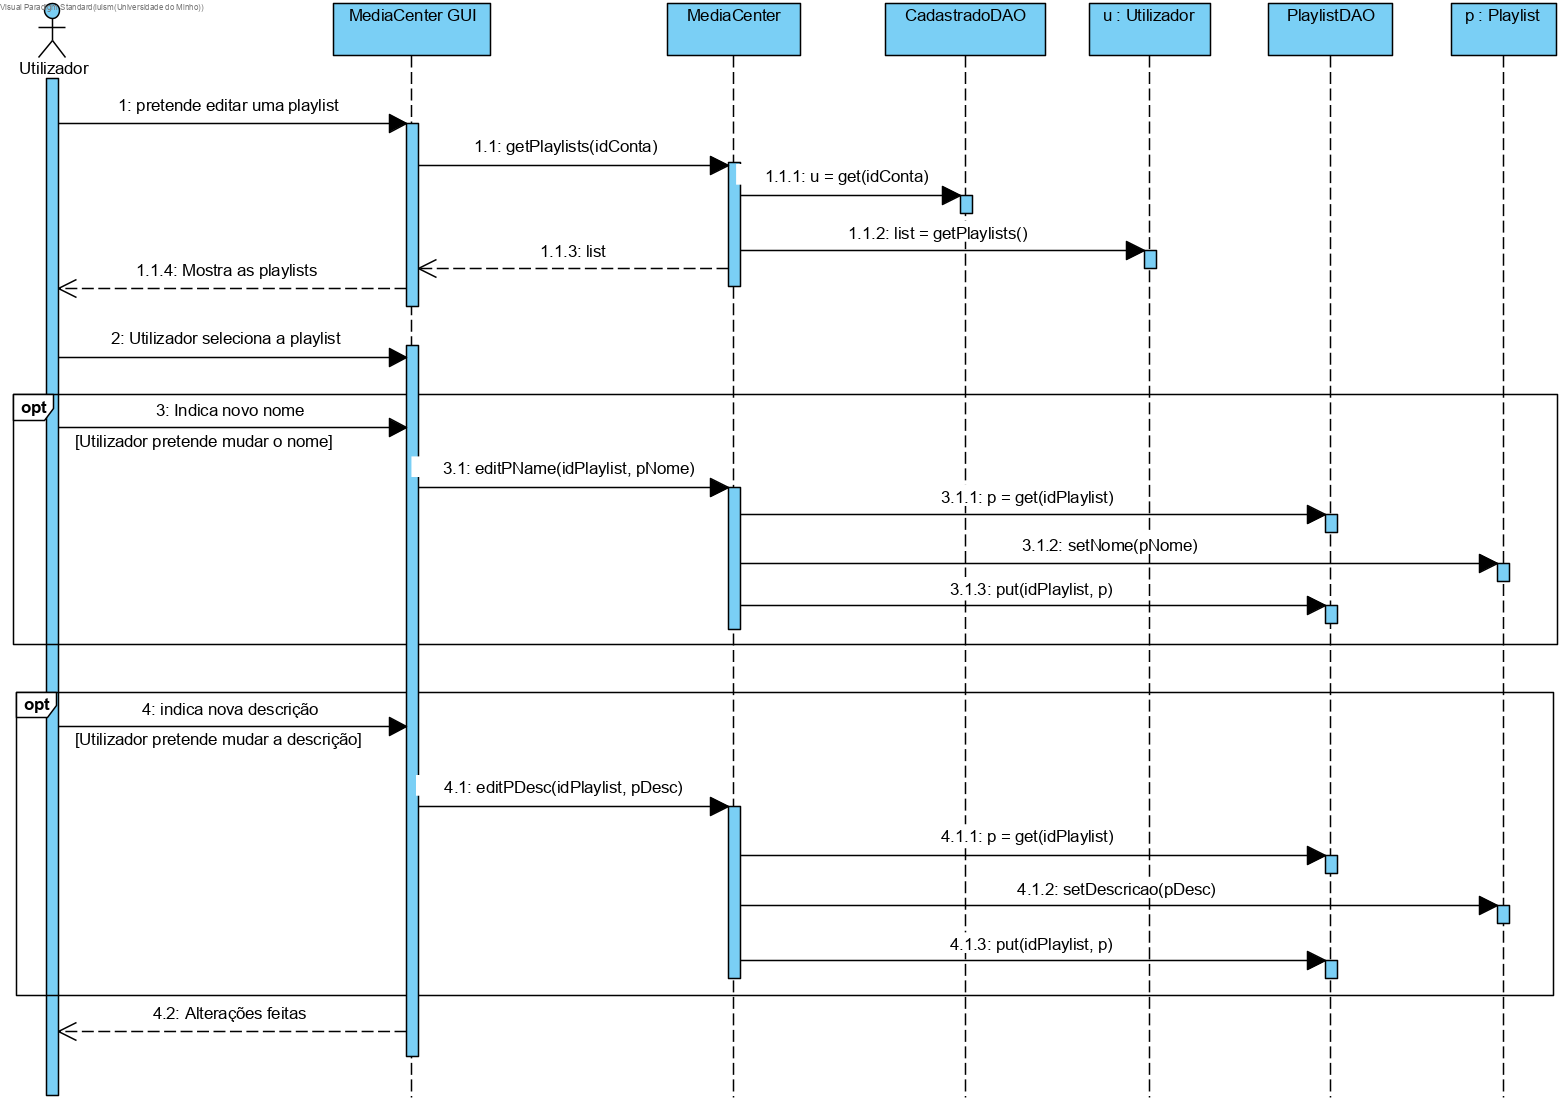 Visual Paradigm Standard(luism(Universidade do Minho))
Utilizador
MediaCenter GUI
MediaCenter
CadastradoDAO
u : Utilizador
PlaylistDAO
p : Playlist
1: pretende editar uma playlist
1.1: getPlaylists(idConta)
1.1.1: u = get(idConta)
1.1.2: list = getPlaylists()
1.1.3: list
1.1.4: Mostra as playlists
2: Utilizador seleciona a playlist
opt
3: Indica novo nome
[Utilizador pretende mudar o nome]
3.1: editPName(idPlaylist, pNome)
3.1.1: p = get(idPlaylist)
3.1.2: setNome(pNome)
3.1.3: put(idPlaylist, p)
opt
4: indica nova descrição
[Utilizador pretende mudar a descrição]
4.1: editPDesc(idPlaylist, pDesc)
4.1.1: p = get(idPlaylist)
4.1.2: setDescricao(pDesc)
4.1.3: put(idPlaylist, p)
4.2: Alterações feitas